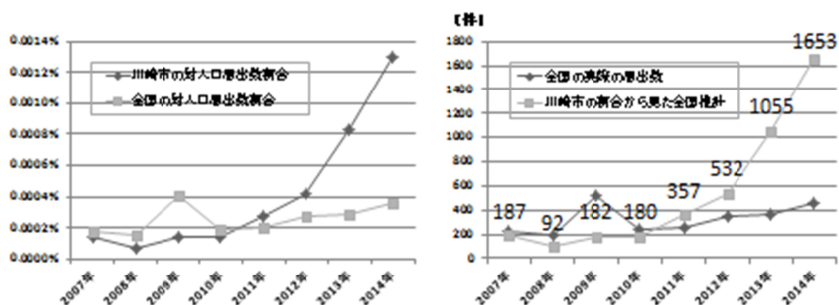 0.0014%
0.0012%
0.0010%
0.0008%
0.0006%
0.0004%
0.0002%
0.0000%
川崎市の対人口届出数割合
全国の対人口届出数割合
2007年
2008年
2009年
2010年
2011年
2012年
2013年
2014年
[件]
1800
1600
1400
1200
1000
800
600
400
200
0
全国の実際の届出数
川崎市の割合から見た全国推計
187
92
182
180
357
532
1055
1653
2007年
2008年
2009年
2010年
2011年
2012年
2013年
2014年